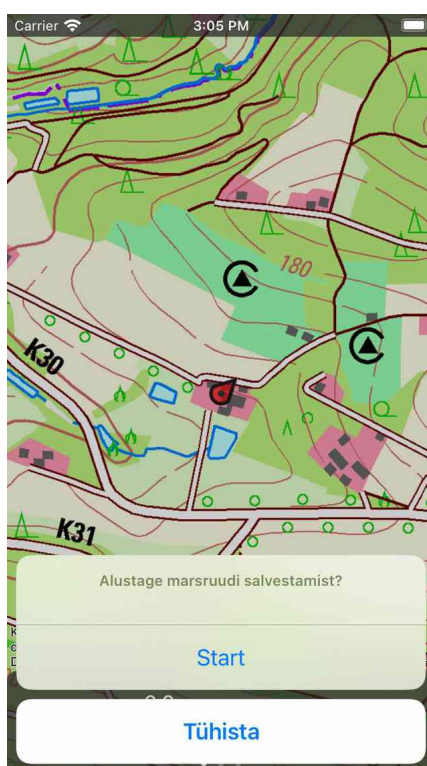 Carrier
3:05 PM
180
K30
K31
Alustage marsruudi salvestamist?
Start
Tühista